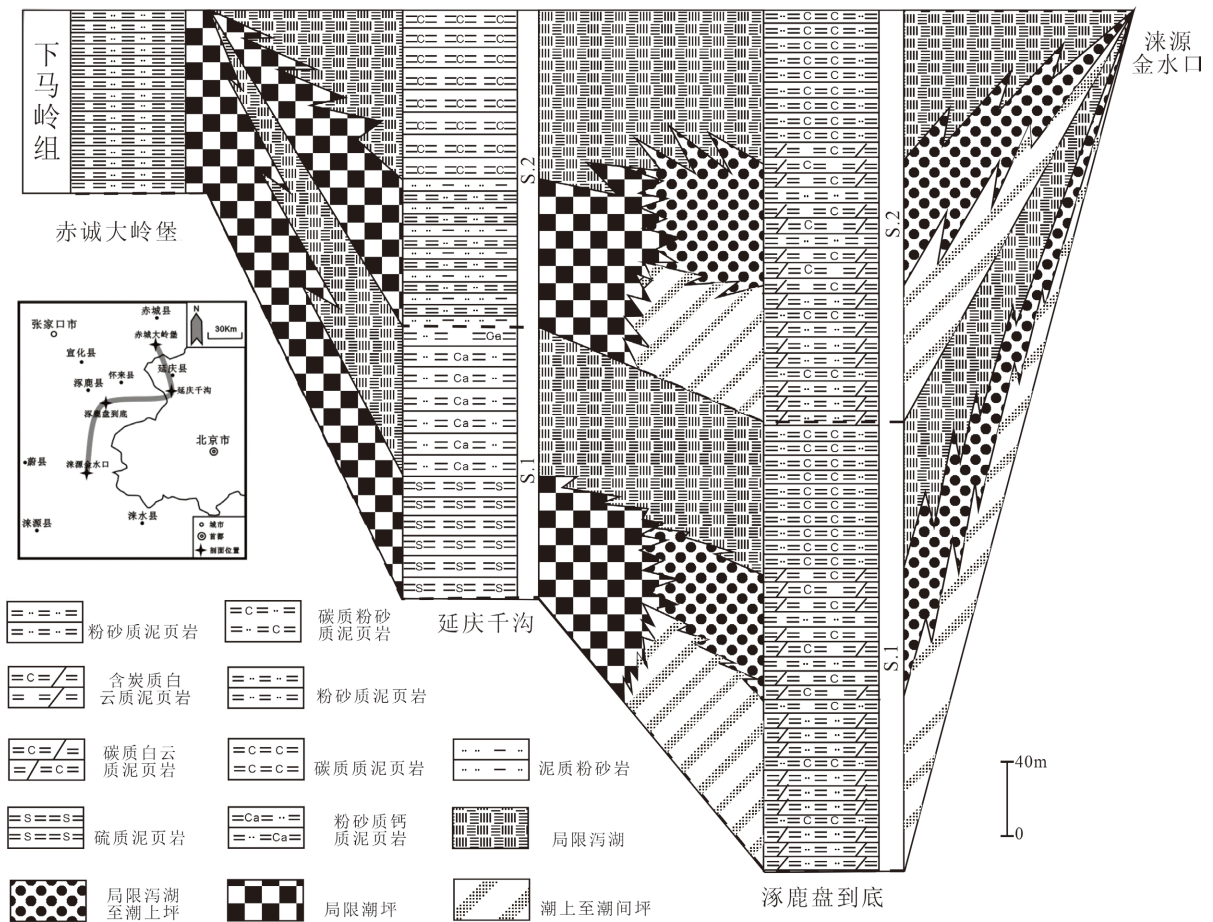 下马岭组
赤诚大岭堡
涞源
金水口
S.2
S.1
S.2
S.1
延庆千沟
涿鹿盘到底
40m
0
N
30Km
赤城县
张家口市
赤城大岭堡
宣化县
延庆县
怀来县
涿鹿县
延庆千沟
涿鹿盘到底
北京市
蔚县
涞源金水口
涞水县
涞源县
城市
首都
剖面位置
粉砂质泥页岩
碳质粉砂
质泥页岩
含炭质白
云质泥页岩
粉砂质泥页岩
碳质白云
质泥页岩
碳质质泥页岩
泥质粉砂岩
硫质泥页岩
粉砂质钙
质泥页岩
局限泻湖
局限泻湖
至潮上坪
局限潮坪
潮上至潮间坪